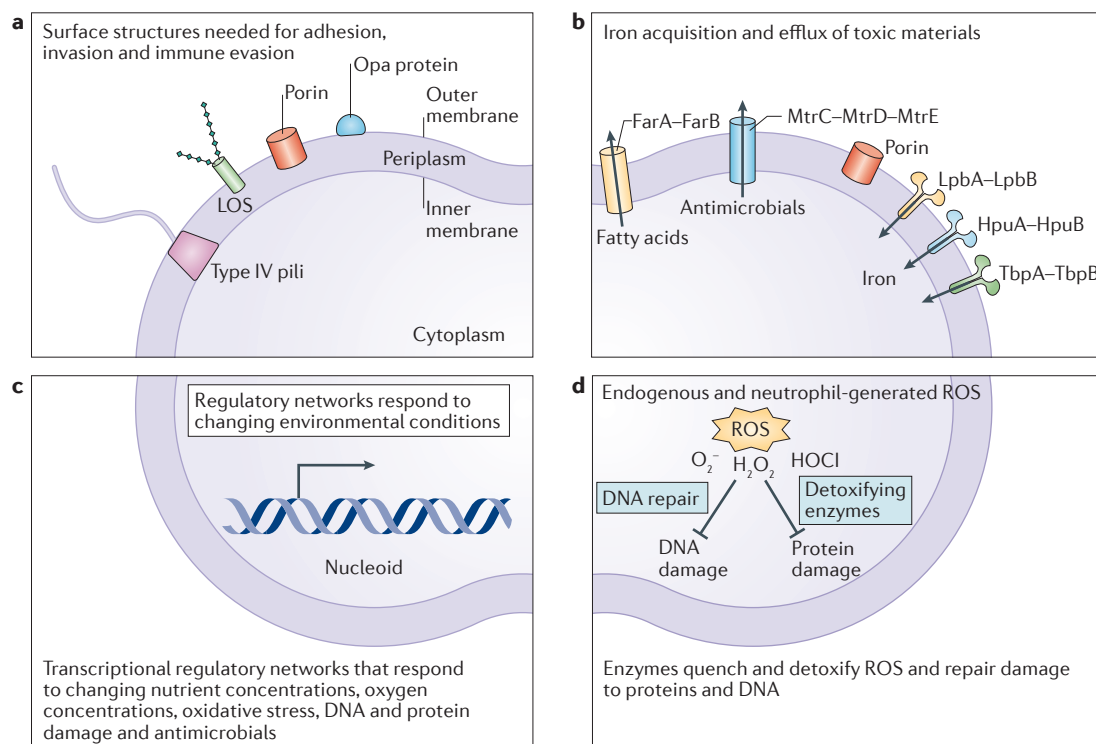 a
Surface structures needed for adhesion,
invasion and immune evasion
Opa protein
Porin
Outer
membrane
Periplasm
LOS
Inner
membrane
Type IV pili
Cytoplasm
b
Iron acquisition and efflux of toxic materials
FarA–FarB
MtrC–MtrD–MtrE
Porin
LpbA–LpbB
Antimicrobials
HpuA–HpuB
Fatty acids
Iron
TbpA–TbpB
c
Regulatory networks respond to
changing environmental conditions
Nucleoid
Transcriptional regulatory networks that respond
to changing nutrient concentrations, oxygen
concentrations, oxidative stress, DNA and protein
damage and antimicrobials
d
Endogenous and neutrophil-generated ROS
ROS
O₂⁻ H₂O₂ HOCl
DNA repair
Detoxifying
enzymes
DNA
damage
Protein
damage
Enzymes quench and detoxify ROS and repair damage
to proteins and DNA